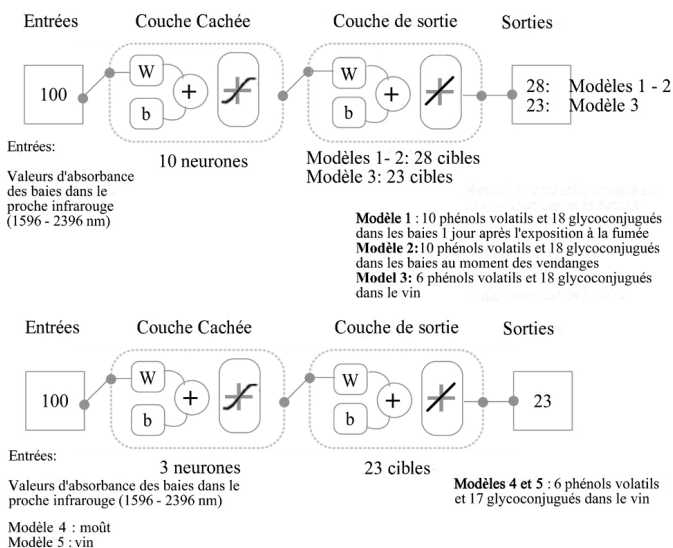 Entrées Couche Cachée Couche de sortie Sorties
100 W b + W b + 28: Modèles 1 - 2
23: Modèle 3
10 neurones
Modèles 1- 2: 28 cibles
Modèle 3: 23 cibles
Entrées:
Valeurs d'absorbance
des baies dans le
proche infrarouge
(1596 - 2396 nm)
Modèle 1 : 10 phénols volatils et 18 glycoconjugués
dans les baies 1 jour après l'exposition à la fumée
Modèle 2:10 phénols volatils et 18 glycoconjugués
dans les baies au moment des vendanges
Model 3: 6 phénols volatils et 18 glycoconjugués
dans le vin
Entrées Couche Cachée Couche de sortie Sorties
100 W b + W b + 23
3 neurones
23 cibles
Entrées:
Valeurs d'absorbance des baies dans le
proche infrarouge (1596 - 2396 nm)
Modèle 4 : moût
Modèle 5 : vin
Modèles 4 et 5 : 6 phénols volatils
et 17 glycoconjugués dans le vin